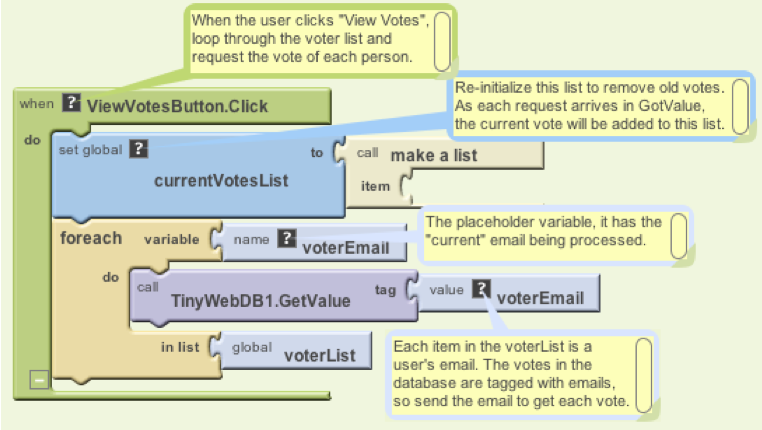 When the user clicks "View Votes",
loop through the voter list and
request the vote of each person.
when ? ViewVotesButton.Click
Re-initialize this list to remove old votes.
As each request arrives in GotValue,
the current vote will be added to this list.
do
set global ?
currentVotesList
to
call make a list
item
The placeholder variable, it has the
"current" email being processed.
foreach variable
name ? voterEmail
do
call
TinyWebDB1.GetValue
tag
value ? voterEmail
in list
global voterList
Each item in the voterList is a
user's email. The votes in the
database are tagged with emails,
so send the email to get each vote.